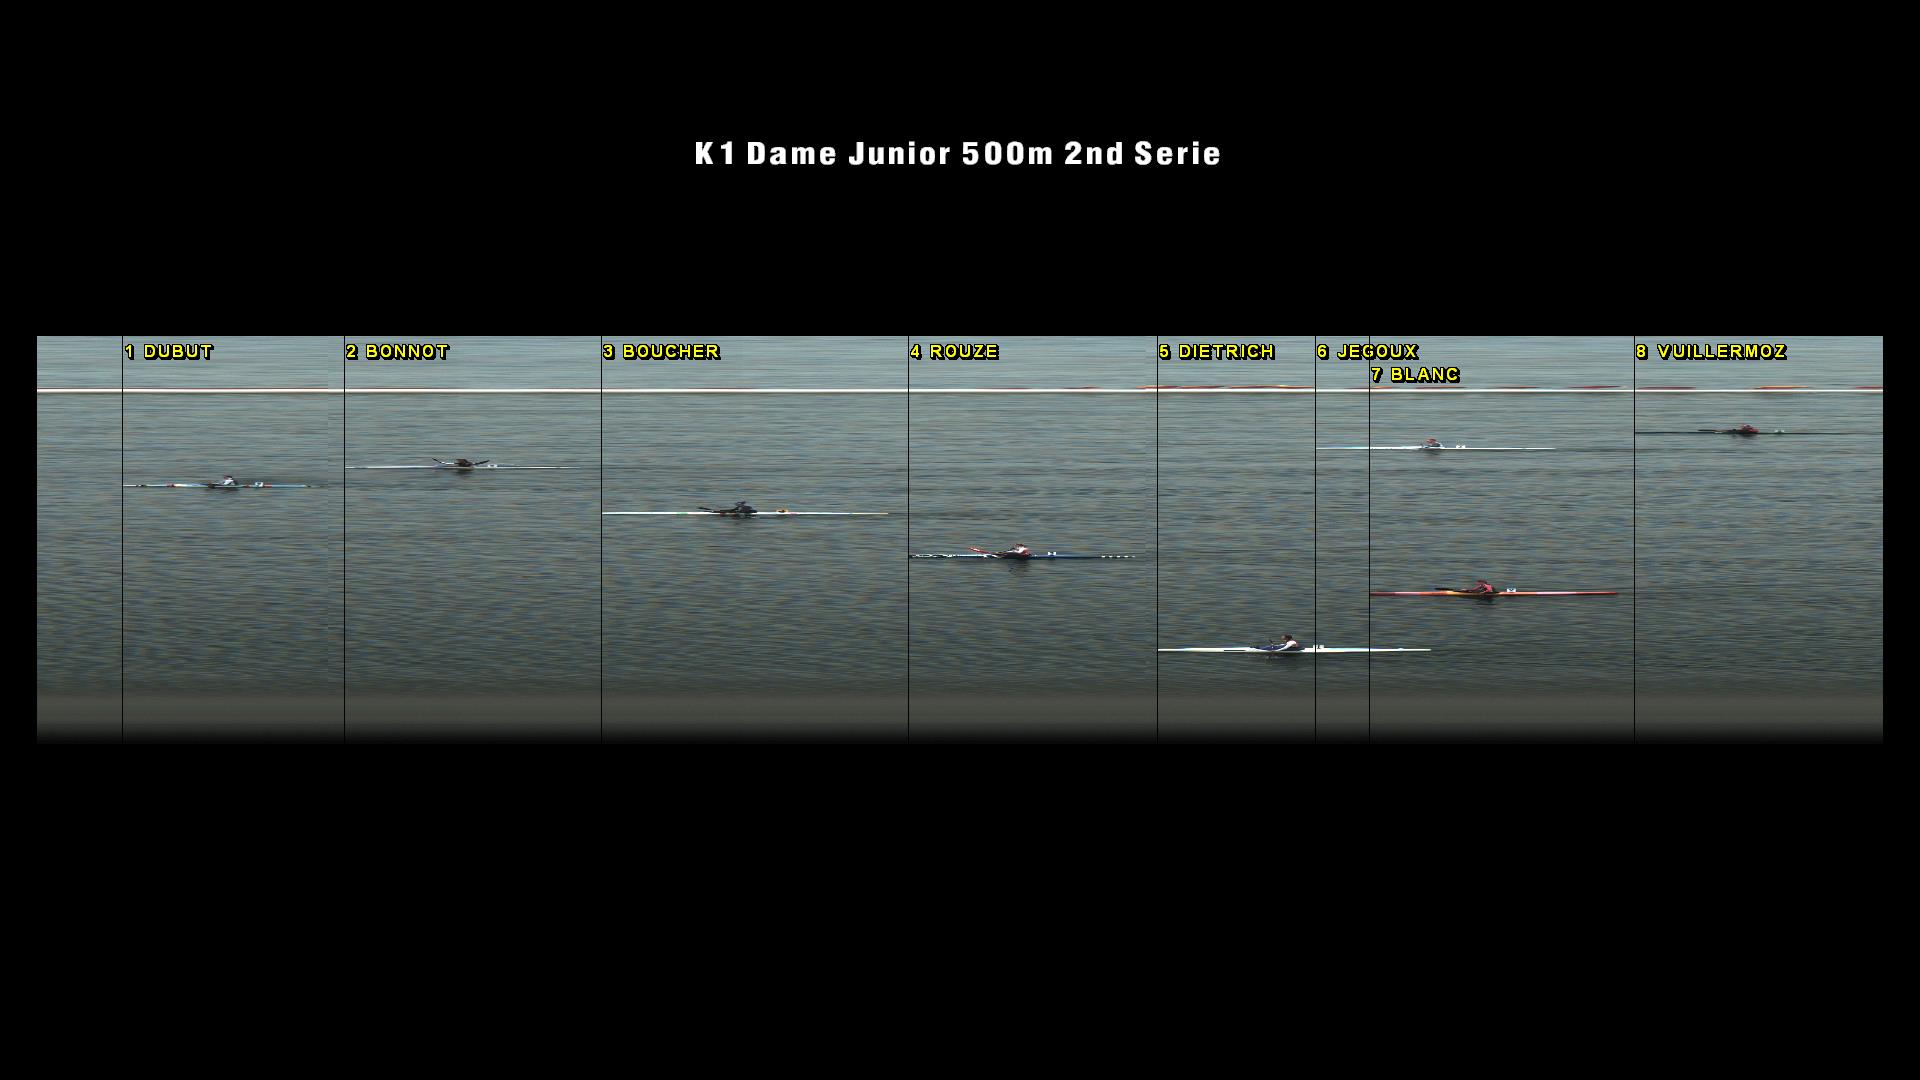 K1 Dame Junior 500m 2nd Serie
1 DUBUT
2 BONNOT
3 BOUCHER
4 ROUZE
5 DIETRICH
6 JEGOUX
7 BLANC
8 VUILLERMOZ